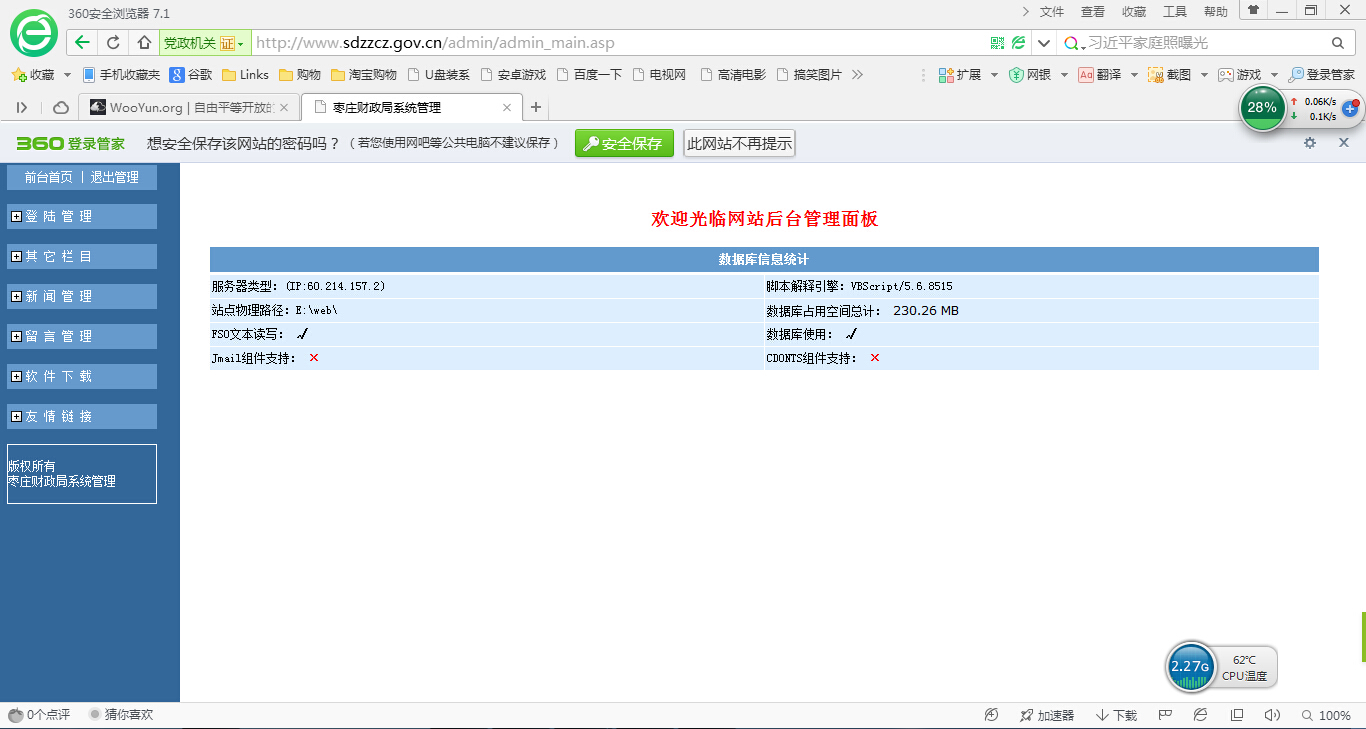 360安全浏览器 7.1
文件 查看 收藏 工具 帮助
党政机关 证 http://www.sdzzcz.gov.cn/admin/admin_main.asp
习近平家庭照曝光
收藏 手机收藏夹 谷歌 Links 购物 淘宝购物 U盘装系 安卓游戏 百度一下 电视网 高清电影 搞笑图片 扩展 网银 翻译 截图 游戏 登录管家
WooYun.org | 自由平等开放的
枣庄财政局系统管理
28% 0.06K/s
0.1K/s
360 登录管家 想安全保存该网站的密码吗？（若您使用网吧等公共电脑不建议保存） 安全保存 此网站不再提示
前台首页 | 退出管理
登 陆 管 理
其 它 栏 目
新 闻 管 理
留 言 管 理
软 件 下 载
友 情 链 接
版权所有
枣庄财政局系统管理
欢迎光临网站后台管理面板
数据库信息统计
服务器类型：(IP:60.214.157.2) 脚本解释引擎：VBScript/5.6.8515
站点物理路径：E:\web\ 数据库占用空间总计： 230.26 MB
FSO文本读写： ✓ 数据库使用： ✓
Jmail组件支持： × CDONTS组件支持： ×
2.27G 62℃
CPU温度
0个点评 猜你喜欢 加速器 下载 100%